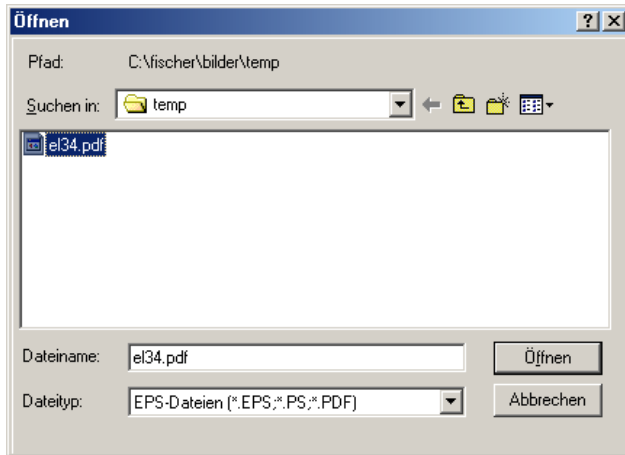 Öffnen
Pfad: C:\fischer\bilder\temp
Suchen in: temp
el34.pdf
Dateiname: el34.pdf Öffnen
Dateityp: EPS-Dateien (*.EPS;*.PS;*.PDF) Abbrechen